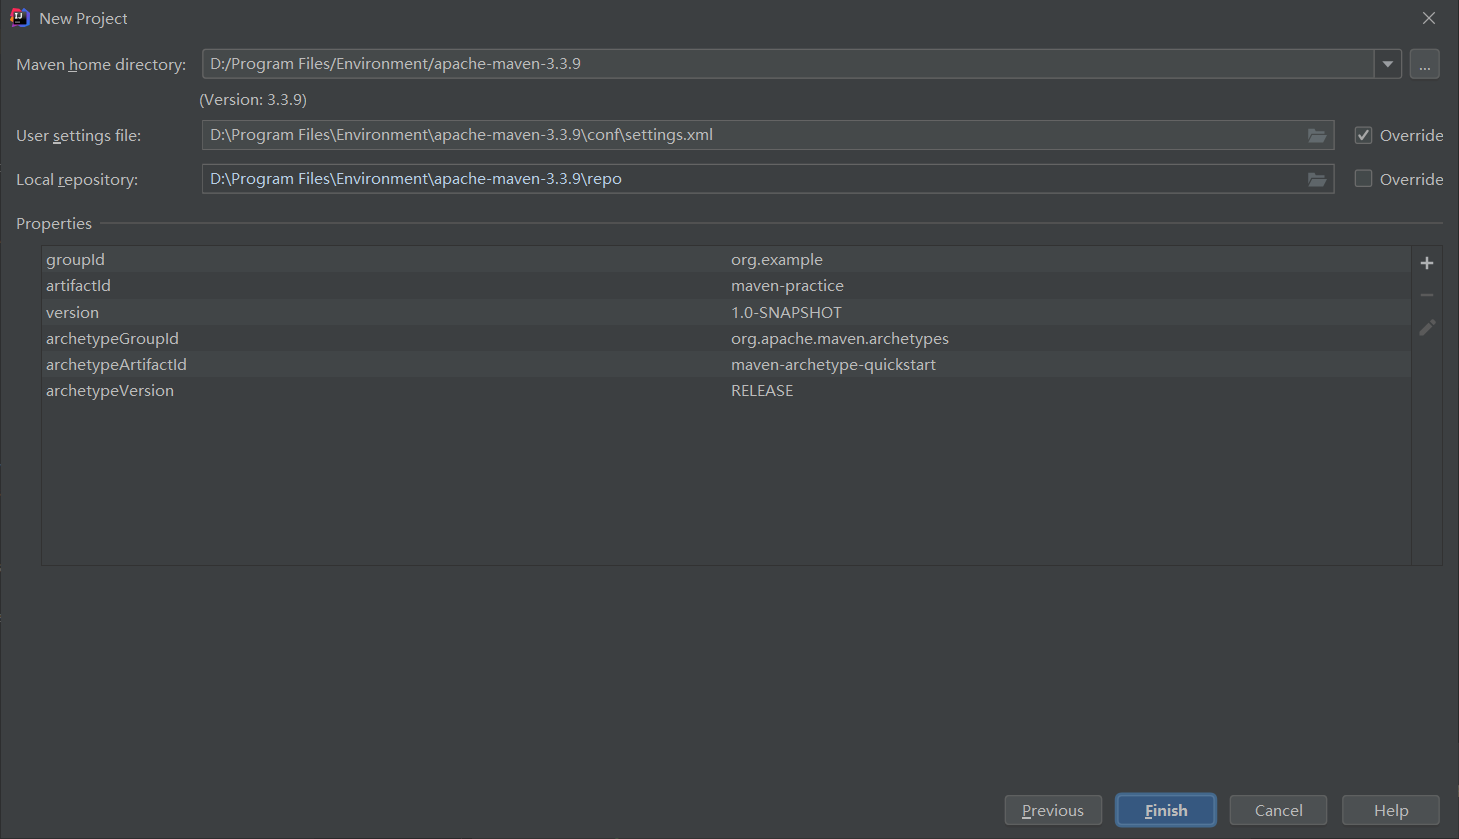 New Project
Maven home directory: D:/Program Files/Environment/apache-maven-3.3.9 ...
(Version: 3.3.9)
User settings file: D:\Program Files\Environment\apache-maven-3.3.9\conf\settings.xml Override
Local repository: D:\Program Files\Environment\apache-maven-3.3.9\repo Override
Properties
groupId org.example
artifactId maven-practice
version 1.0-SNAPSHOT
archetypeGroupId org.apache.maven.archetypes
archetypeArtifactId maven-archetype-quickstart
archetypeVersion RELEASE
Previous Finish Cancel Help